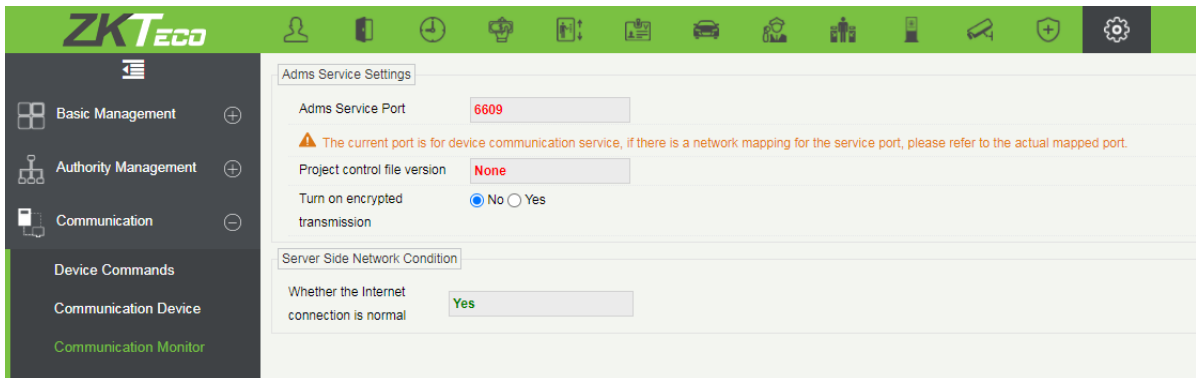 ZKTECO
Adms Service Settings
Adms Service Port 6609
The current port is for device communication service, if there is a network mapping for the service port, please refer to the actual mapped port.
Project control file version None
Turn on encrypted
transmission
No Yes
Server Side Network Condition
Whether the Internet
connection is normal
Yes
Basic Management
Authority Management
Communication
Device Commands
Communication Device
Communication Monitor